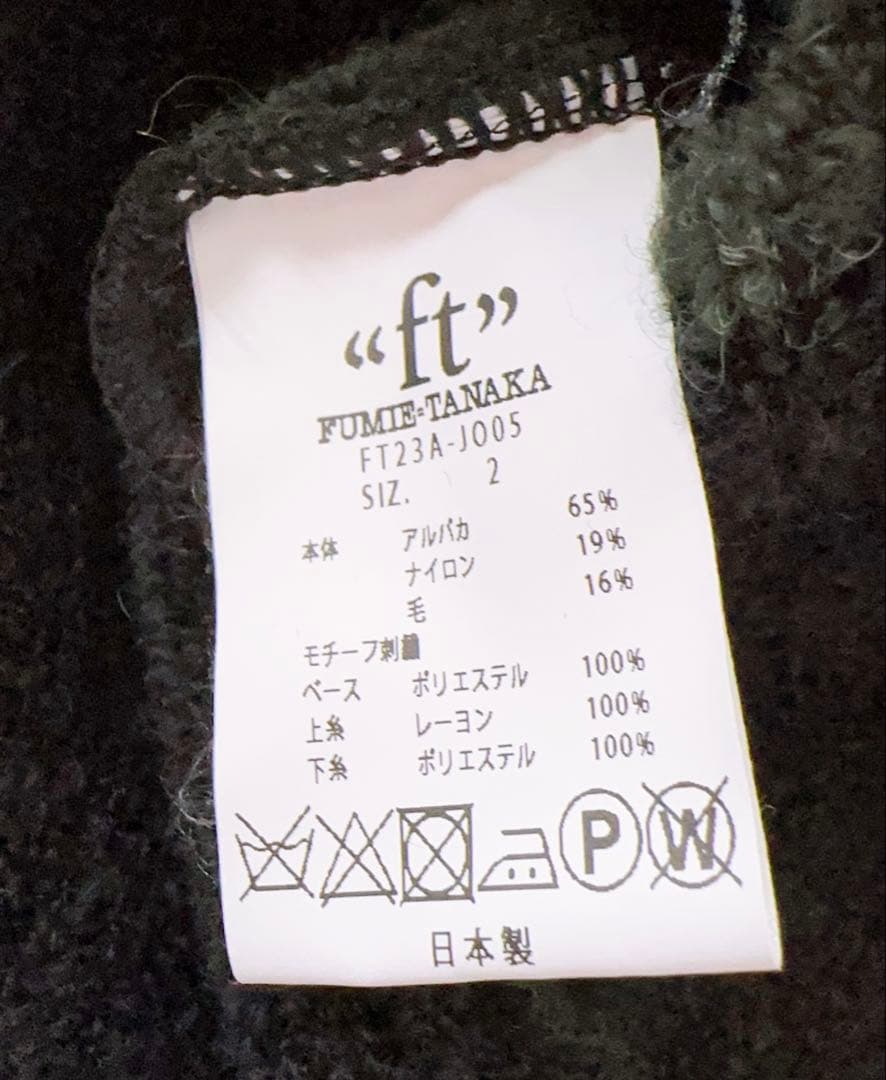 “ft”
FUMIE=TANAKA
FT23A-J005
SIZ. 2
本体 アルパカ 65%
ナイロン 19%
毛 16%
モチーフ刺繍
ベース ポリエステル 100%
上糸 レーヨン 100%
下糸 ポリエステル 100%
P W
日本製